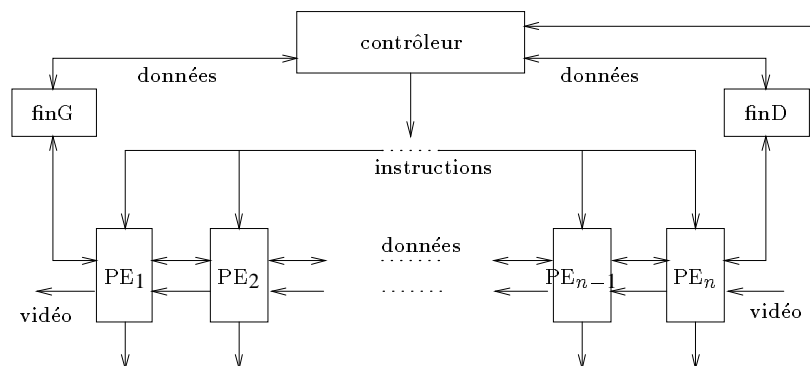 contrôleur
données
données
finG
finD
instructions
données
PE1
PE2
PEn−1
PEn
vidéo
vidéo